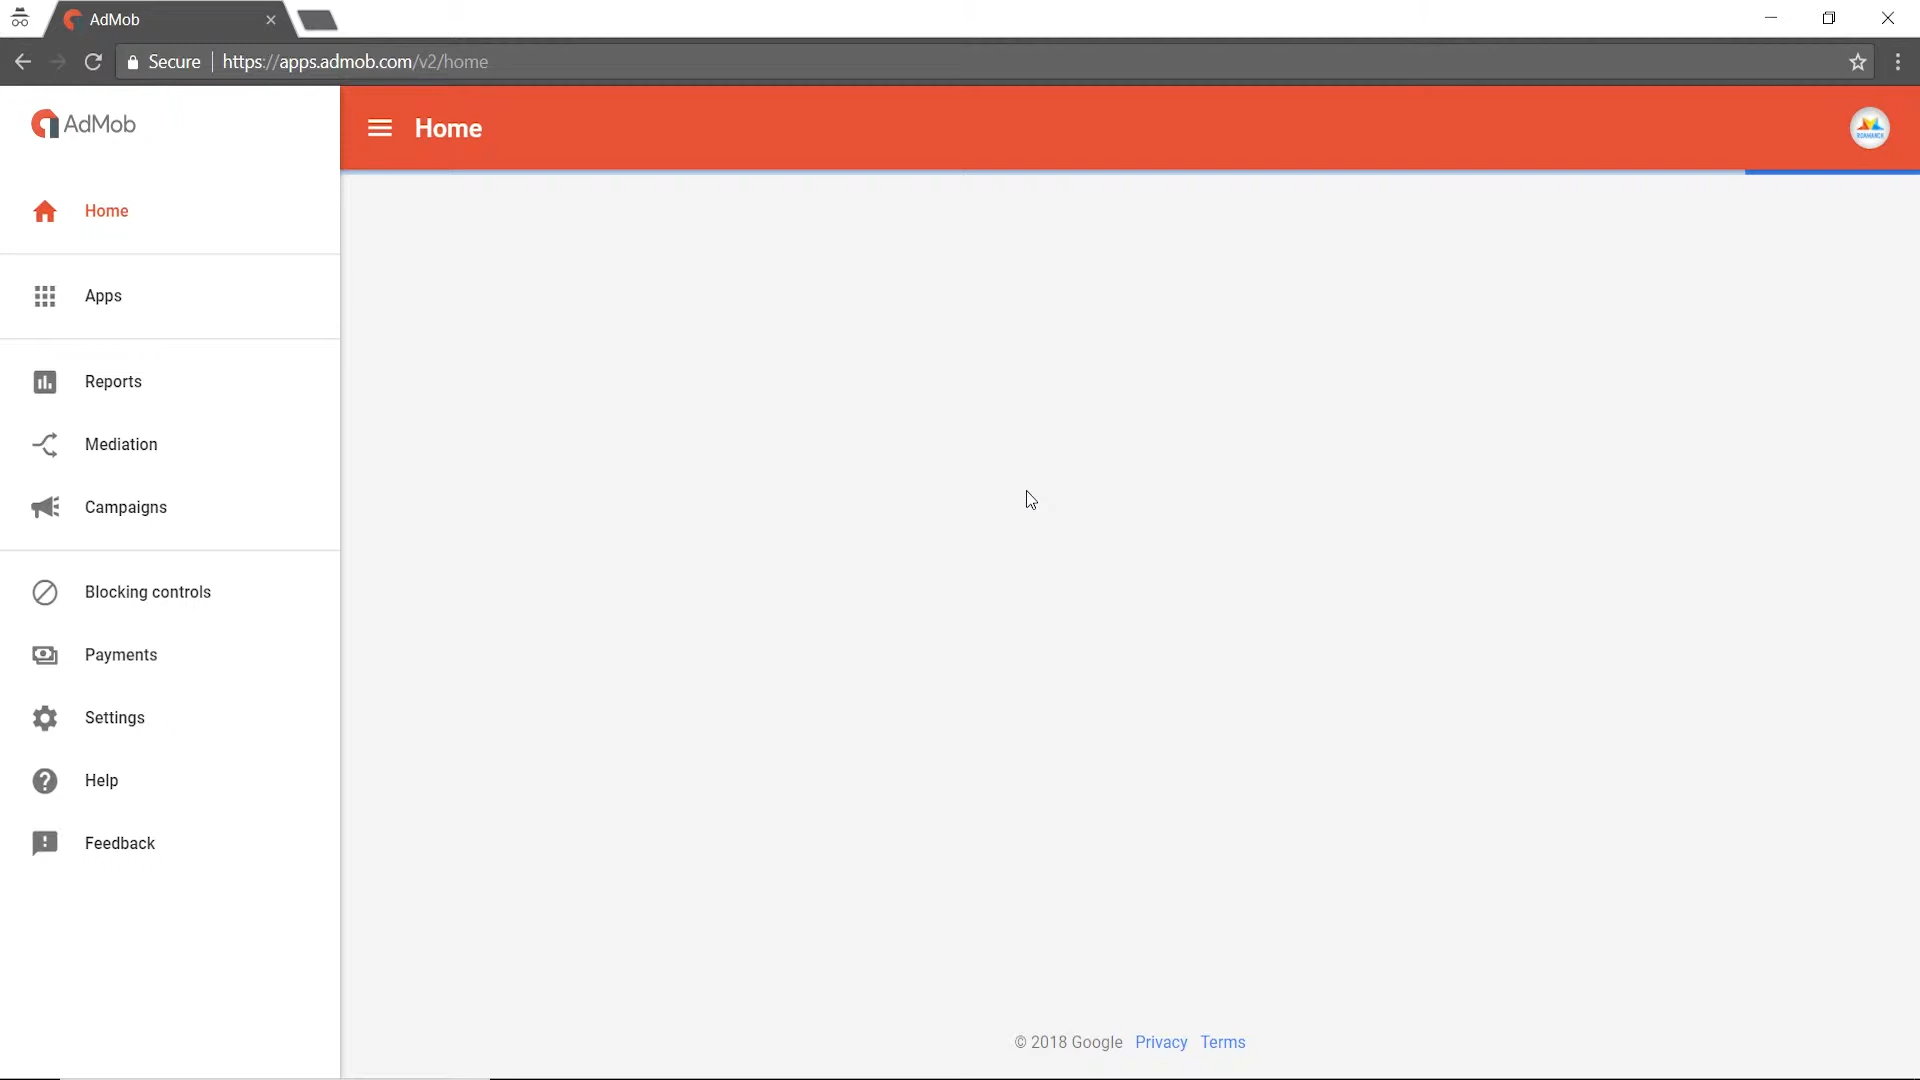 AdMob
Secure https://apps.admob.com/v2/home
AdMob
Home
Home
Apps
Reports
Mediation
Campaigns
Blocking controls
Payments
Settings
Help
Feedback
© 2018 Google Privacy Terms